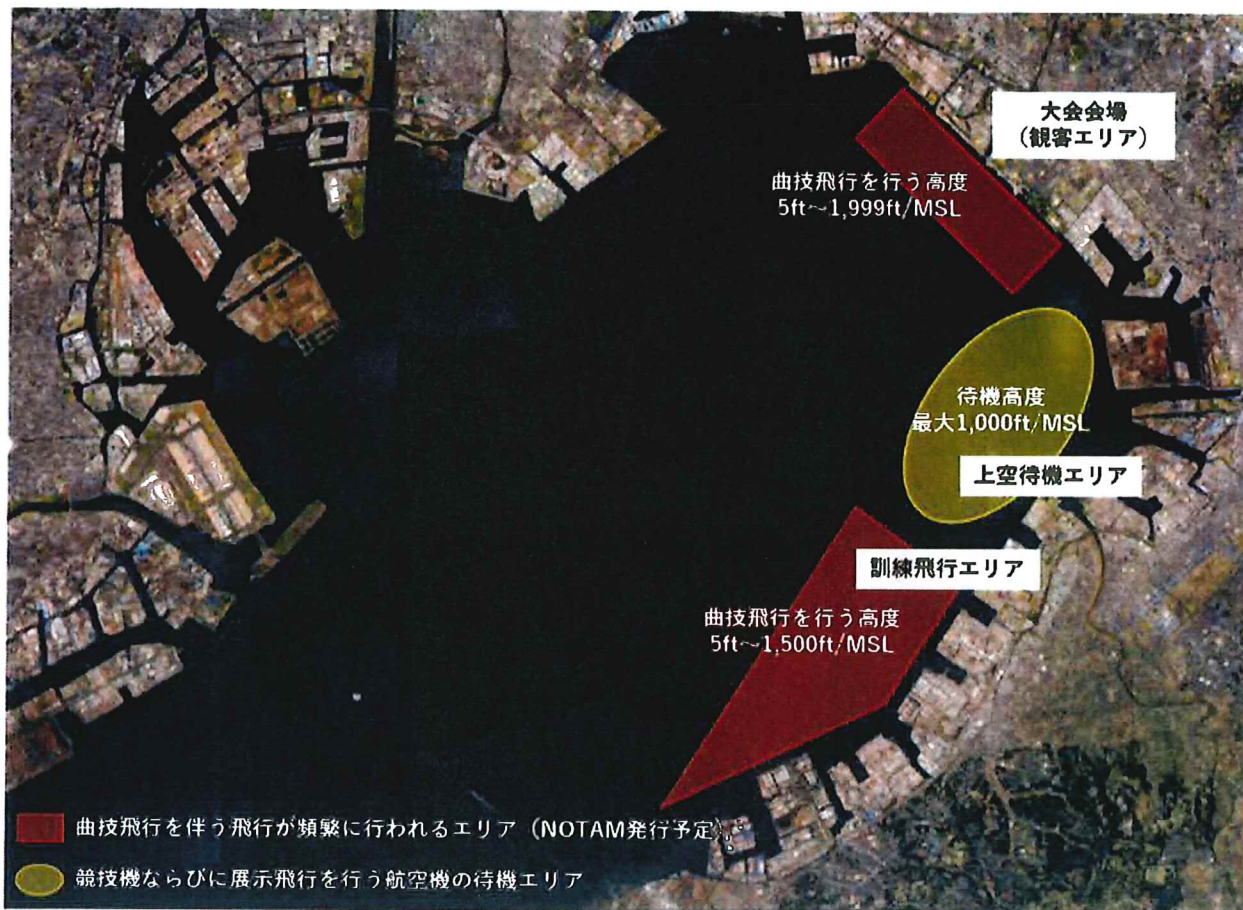 大会会場
（観客エリア）
曲技飛行を行う高度
5ft～1,999ft/MSL
待機高度
最大1,000ft/MSL
上空待機エリア
訓練飛行エリア
曲技飛行を行う高度
5ft～1,500ft/MSL
曲技飛行を伴う飛行が頻繁に行われるエリア（NOTAM発行予定）
競技機ならびに展示飛行を行う航空機の待機エリア